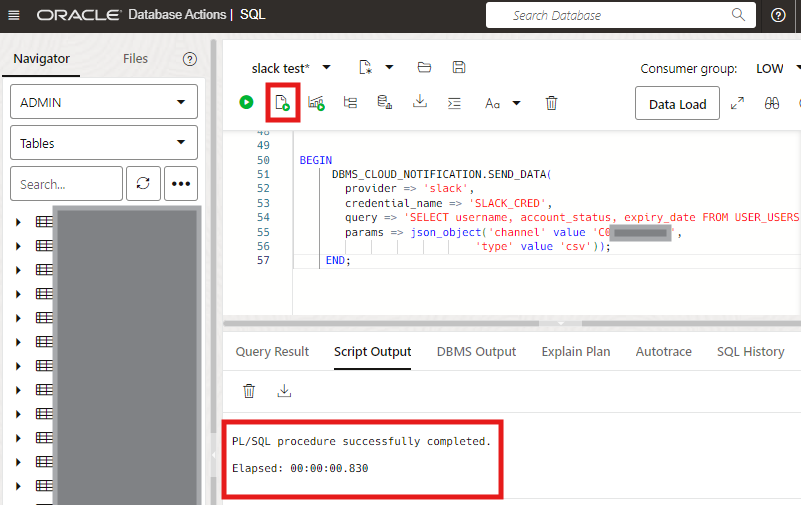 ORACLE Database Actions | SQL
Search Database
?
Navigator
Files
?
ADMIN
Tables
Search...
slack test*
Consumer group: LOW
Aa
Data Load
48
49
50 BEGIN
51 DBMS_CLOUD_NOTIFICATION.SEND_DATA(
52 provider => 'slack',
53 credential_name => 'SLACK_CRED',
54 query => 'SELECT username, account_status, expiry_date FROM USER_USERS
55 params => json_object('channel' value 'C0 ',
56 'type' value 'csv'));
57 END;
Query Result
Script Output
DBMS Output
Explain Plan
Autotrace
SQL History
PL/SQL procedure successfully completed.
Elapsed: 00:00:00.830